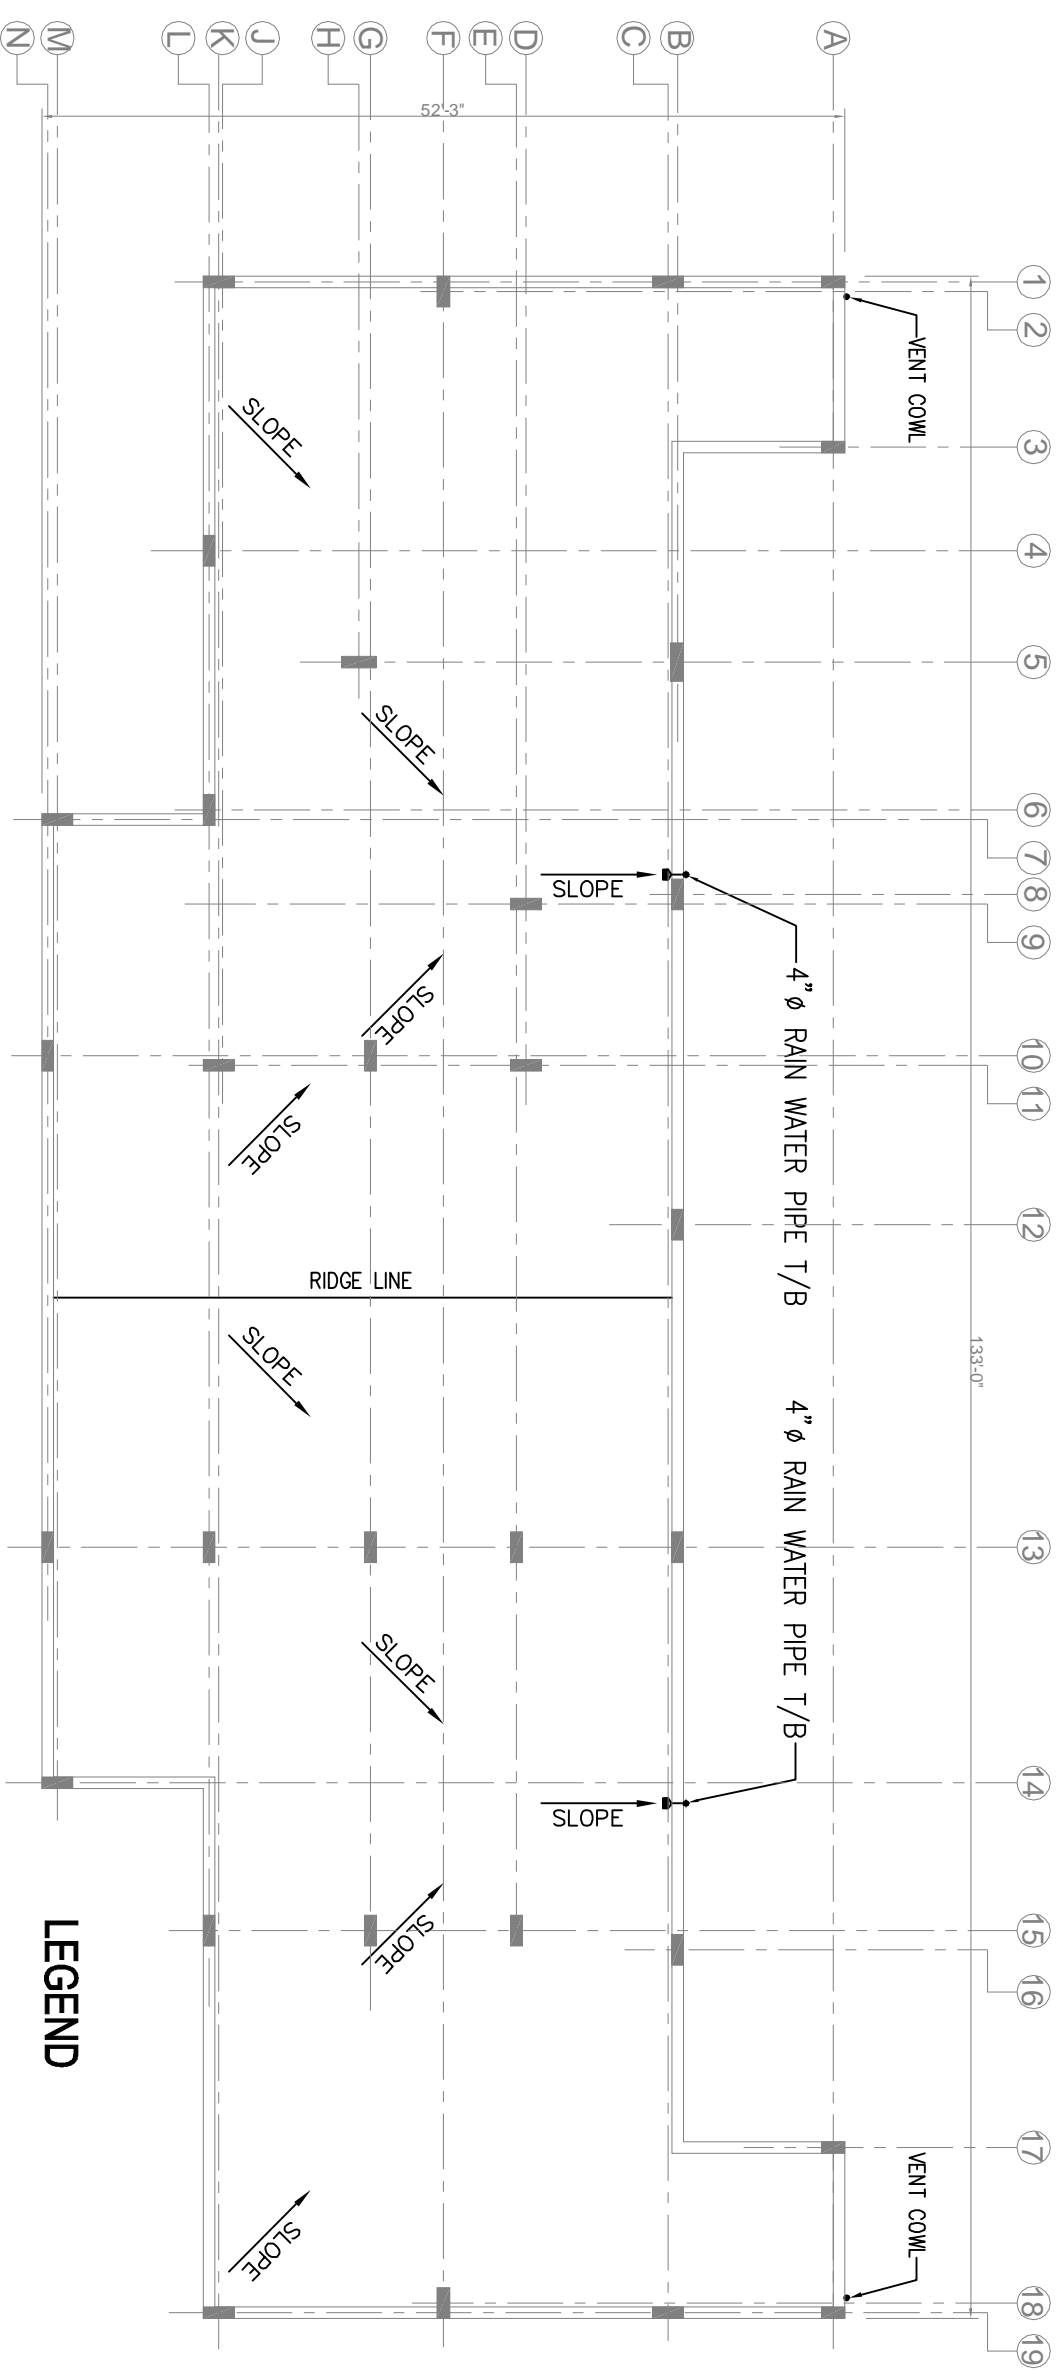 1
2
3
4
5
6
7
8
9
10
11
12
13
14
15
16
17
18
19
133'-0"
VENT COWL
VENT COWL
4"ø RAIN WATER PIPE T/B
4"ø RAIN WATER PIPE T/B
A
B
C
D
E
F
G
H
J
K
L
M
N
52'-3"
SLOPE
SLOPE
SLOPE
SLOPE
SLOPE
SLOPE
SLOPE
SLOPE
SLOPE
SLOPE
RIDGE LINE
LEGEND